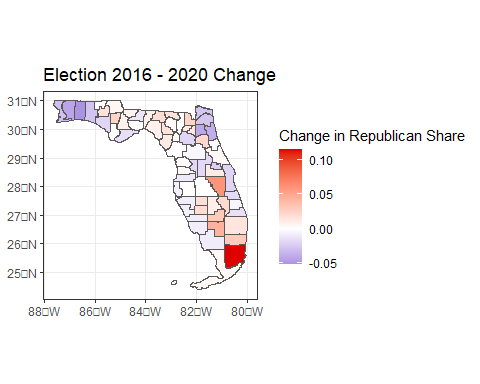 Election 2016 - 2020 Change
31□N
30□N
29□N
28□N
27□N
26□N
25□N
88□W
86□W
84□W
82□W
80□W
Change in Republican Share
0.10
0.05
0.00
-0.05